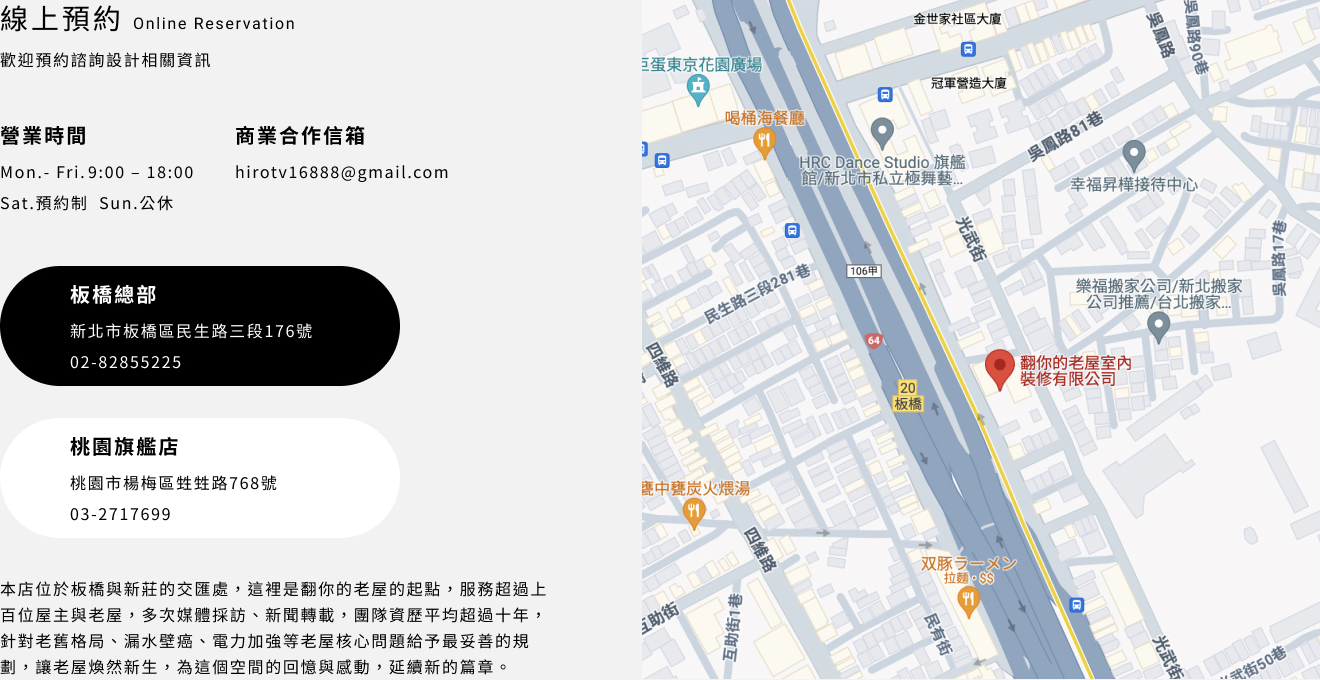 線上預約 Online Reservation
歡迎預約諮詢設計相關資訊
營業時間
Mon.- Fri.9:00 – 18:00
Sat.預約制 Sun.公休
商業合作信箱
hirotv16888@gmail.com
板橋總部
新北市板橋區民生路三段176號
02-82855225
桃園旗艦店
桃園市楊梅區甡甡路768號
03-2717699
本店位於板橋與新莊的交匯處，這裡是翻你的老屋的起點，服務超過上
百位屋主與老屋，多次媒體採訪、新聞轉載，團隊資歷平均超過十年，
針對老舊格局、漏水壁癌、電力加強等老屋核心問題給予最妥善的規
劃，讓老屋煥然新生，為這個空間的回憶與感動，延續新的篇章。
金世家社區大廈
吳鳳路
吳鳳路90巷
巨蛋東京花園廣場
冠軍營造大廈
喝桶海餐廳
吳鳳路81巷
HRC Dance Studio 旗艦
館/新北市私立極舞藝…
幸福昇樺接待中心
光武街
吳鳳路17巷
106甲
民生路三段281巷
樂福搬家公司/新北搬家
公司推薦/台北搬家…
64
四維路
翻你的老屋室內
裝修有限公司
20
板橋
甕中甕炭火煨湯
四維路
双豚ラーメン
拉麵・$$
互助街
互助街1巷
民有街
光武街
光武街50巷